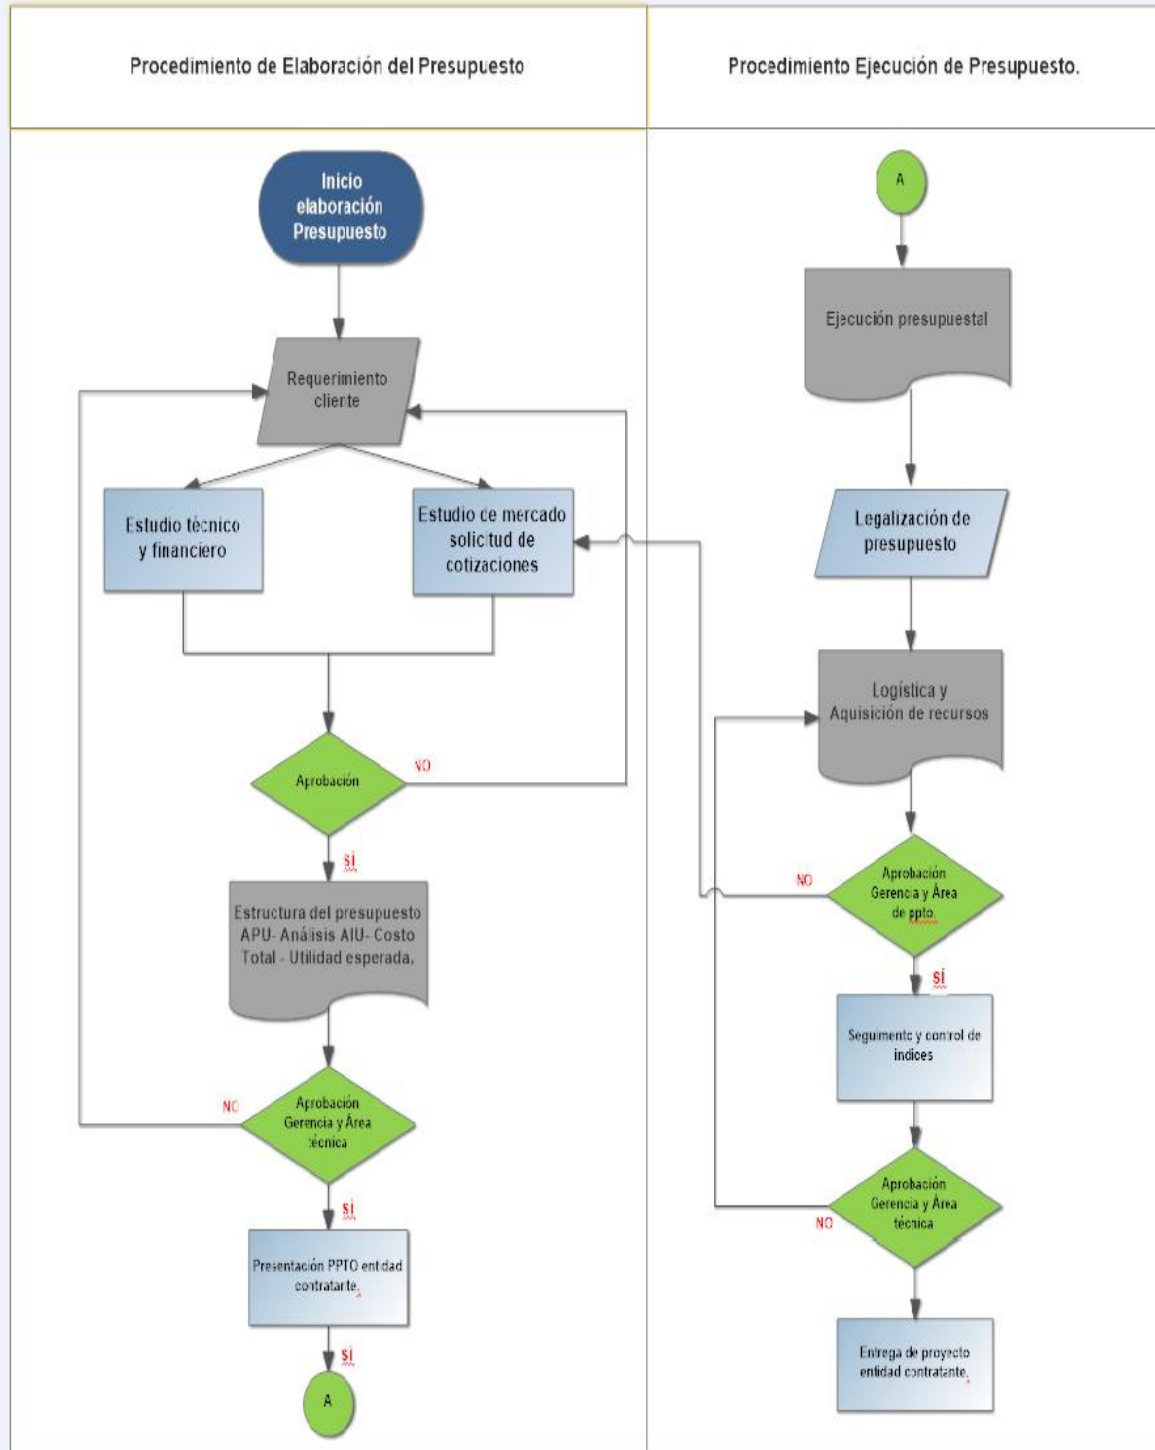 Procedimiento de Elaboración del Presupuesto
Inicio
elaboración
Presupuesto
Requerimiento
cliente
Estudio técnico
y financiero
Estudio de mercado
solicitud de
cotizaciones
Aprobación
NO
SÍ
Estructura del presupuesto
APU- Análisis AIU- Costo
Total - Utilidad esperada.
Aprobación
Gerencia y Área
técnica
NO
SÍ
Presentación PPTO entidad
contratante.
SÍ
A
Procedimiento Ejecución de Presupuesto.
A
Ejecución presupuestal
Legalización de
presupuesto
Logística y
Aquisición de recursos
Aprobación
Gerencia y Área
de ppto.
NO
SÍ
Seguimento y control de
indices
Aprobación
Gerencia y Área
técnica
NO
Entrega de proyecto
entidad contratante.